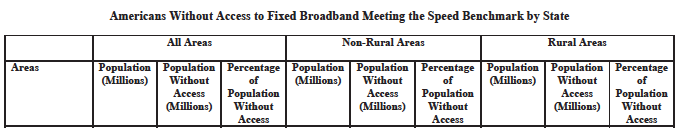 Americans Without Access to Fixed Broadband Meeting the Speed Benchmark by State
All Areas Non-Rural Areas Rural Areas
Areas Population Population Percentage Population Population Percentage Population Population Percentage
(Millions) Without of (Millions) Without of (Millions) Without of
Access Population Access Population Access Population
(Millions) Without (Millions) Without (Millions) Without
Access Access Access